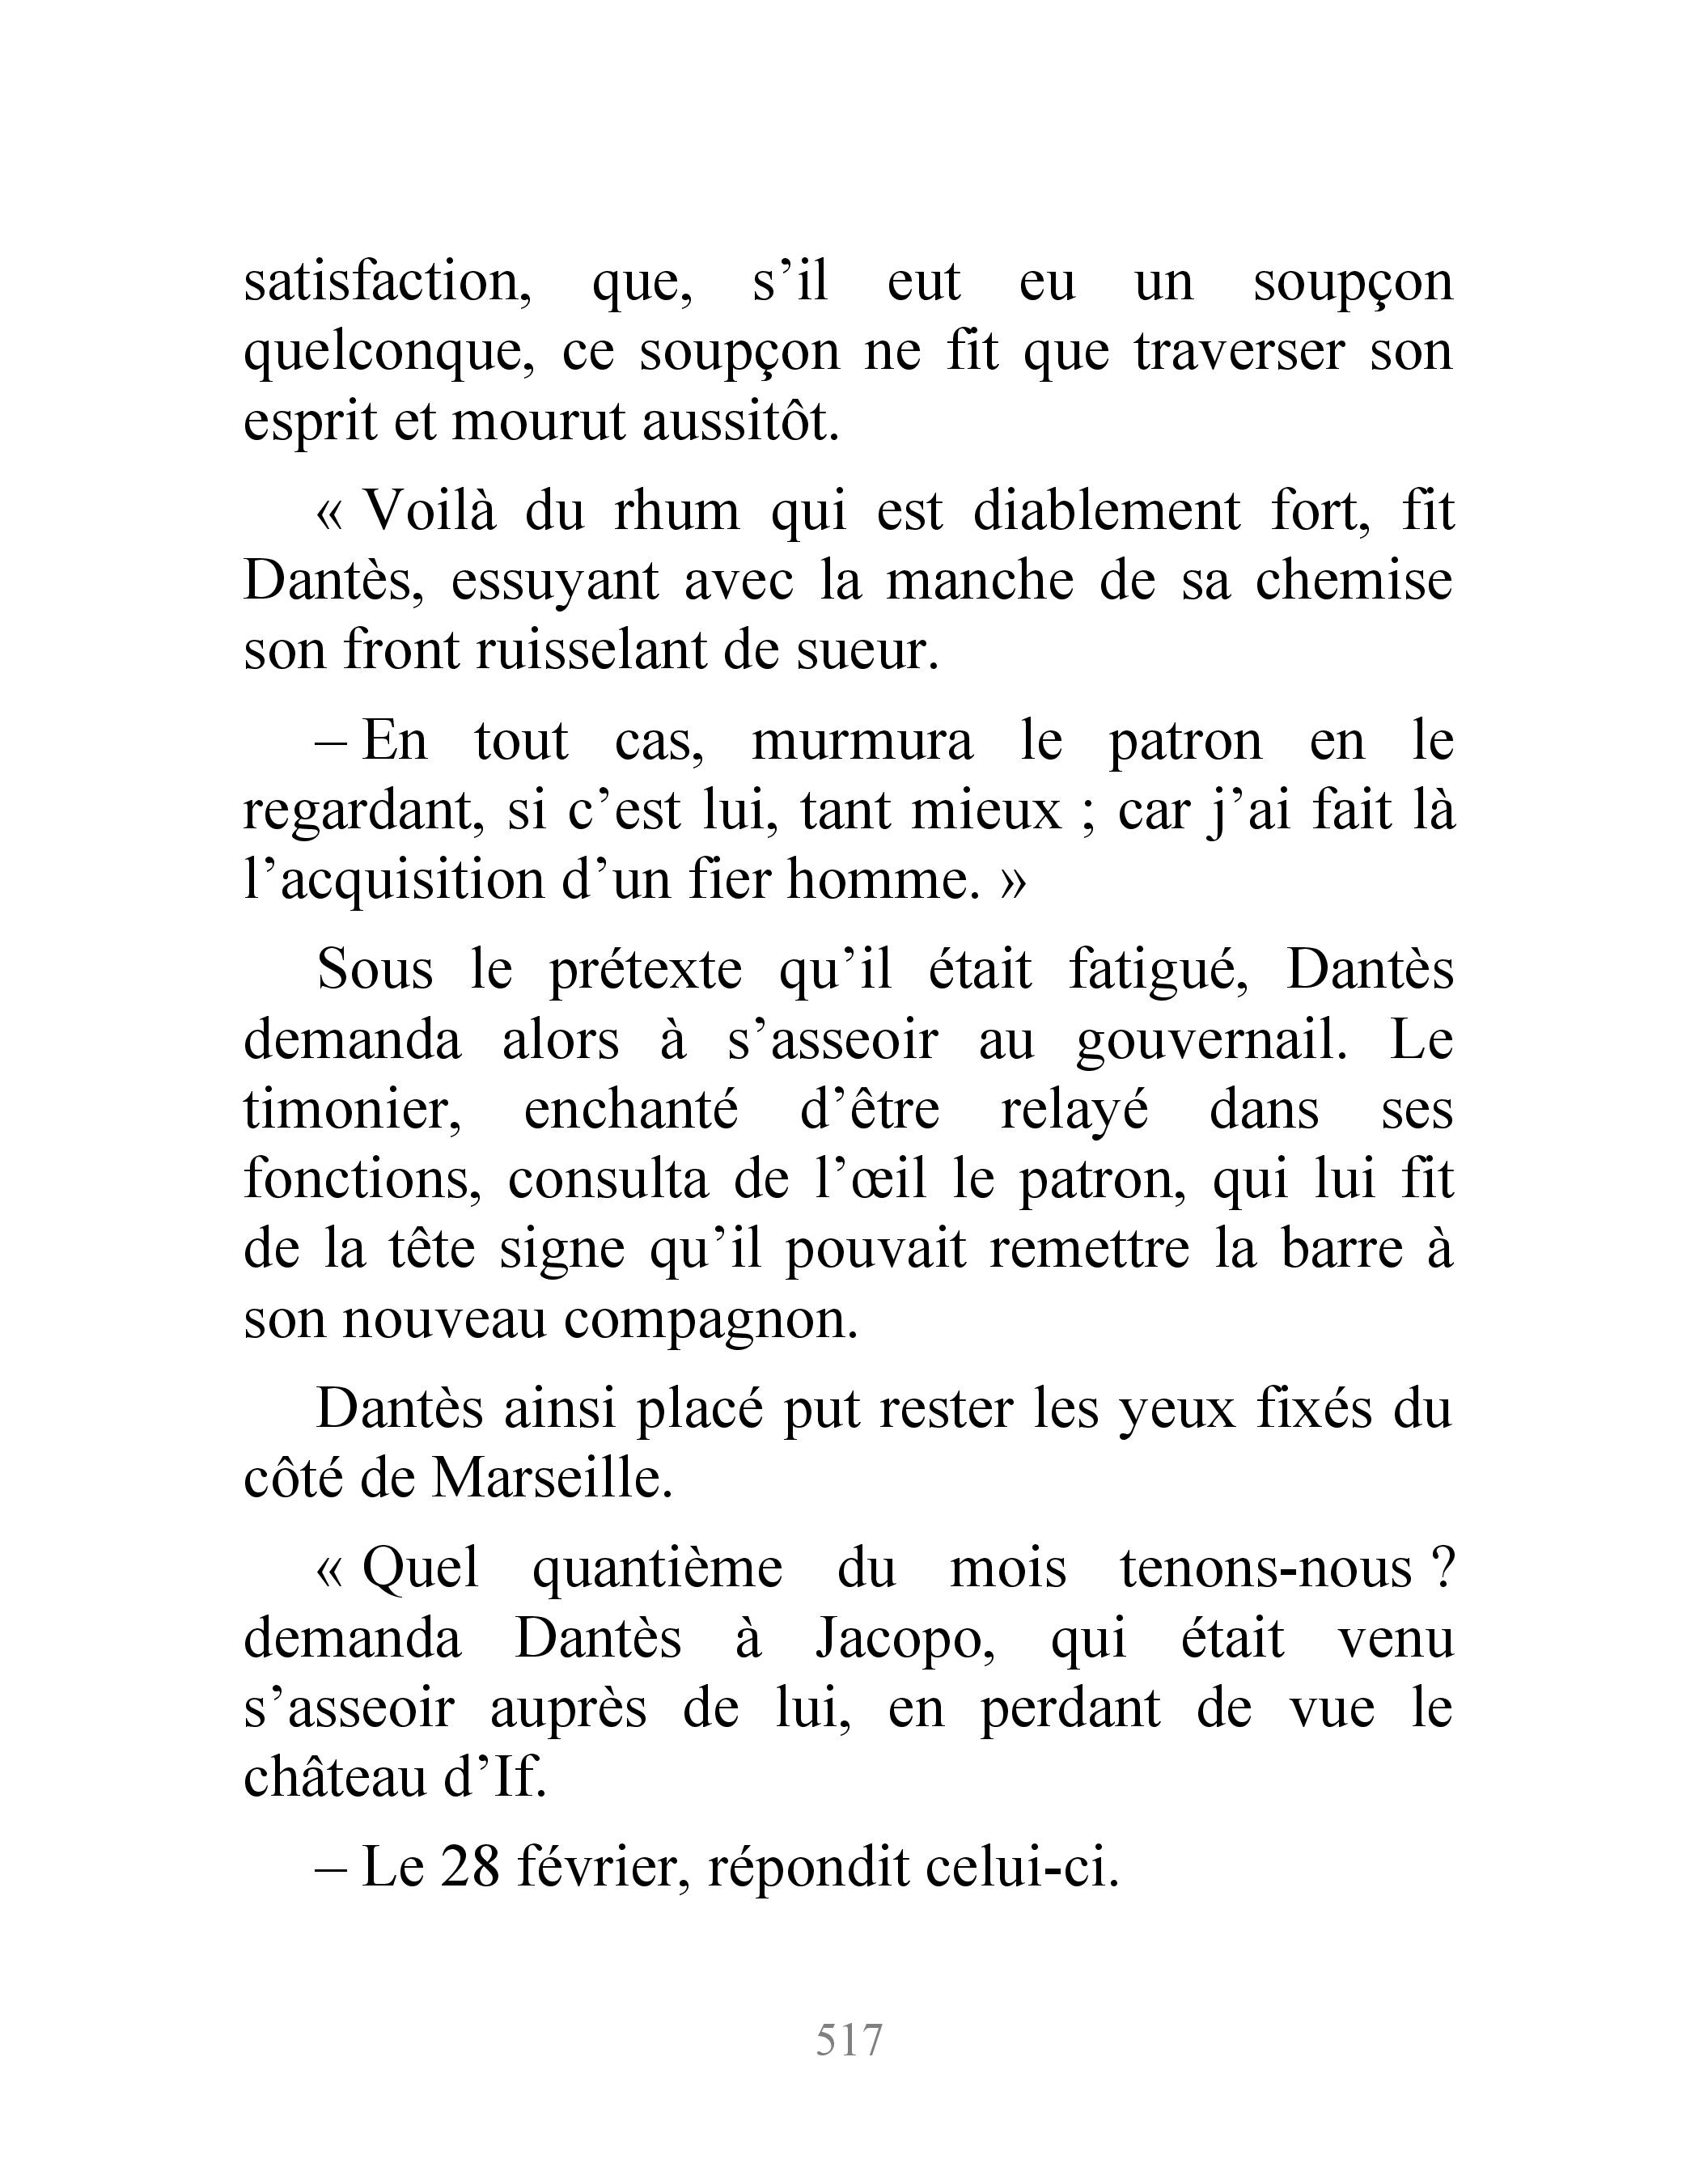 satisfaction, que, s’il eut eu un soupçon
quelconque, ce soupçon ne fit que traverser son
esprit et mourut aussitôt.
« Voilà du rhum qui est diablement fort, fit
Dantès, essuyant avec la manche de sa chemise
son front ruisselant de sueur.
– En tout cas, murmura le patron en le
regardant, si c’est lui, tant mieux ; car j’ai fait là
l’acquisition d’un fier homme. »
Sous le prétexte qu’il était fatigué, Dantès
demanda alors à s’asseoir au gouvernail. Le
timonier, enchanté d’être relayé dans ses
fonctions, consulta de l’œil le patron, qui lui fit
de la tête signe qu’il pouvait remettre la barre à
son nouveau compagnon.
Dantès ainsi placé put rester les yeux fixés du
côté de Marseille.
« Quel quantième du mois tenons-nous ?
demanda Dantès à Jacopo, qui était venu
s’asseoir auprès de lui, en perdant de vue le
château d’If.
– Le 28 février, répondit celui-ci.
517